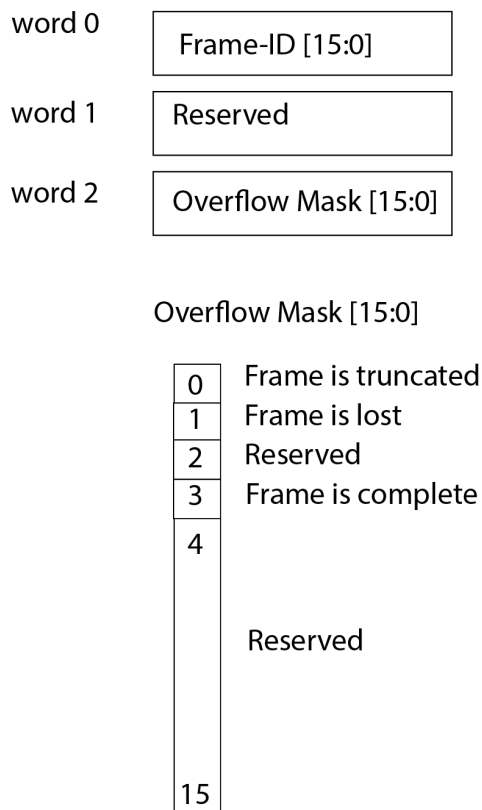 word 0
Frame-ID [15:0]
word 1
Reserved
word 2
Overflow Mask [15:0]
Overflow Mask [15:0]
0 Frame is truncated
1 Frame is lost
2 Reserved
3 Frame is complete
4
Reserved
15